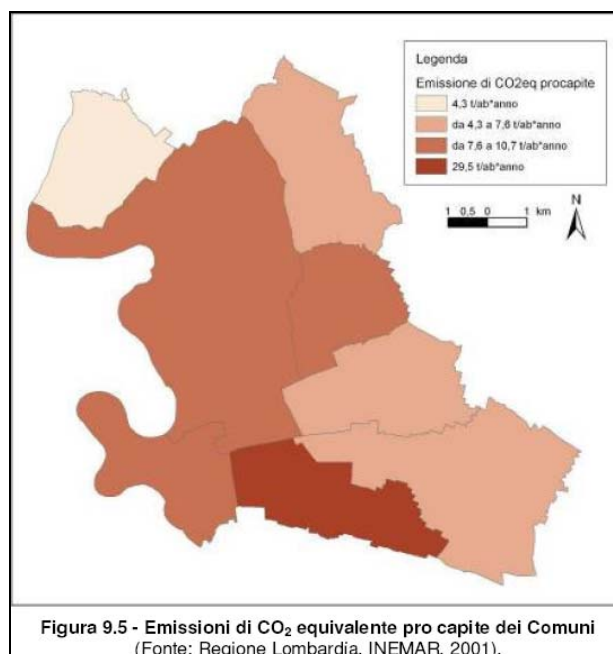 Legenda
Emissione di CO2eq procapite
4,3 t/ab*anno
da 4,3 a 7,6 t/ab*anno
da 7,6 a 10,7 t/ab*anno
29,5 t/ab*anno
N
1 0,5 0 1 km
Figura 9.5 - Emissioni di CO₂ equivalente pro capite dei Comuni
(Fonte: Regione Lombardia, INEMAR, 2001).